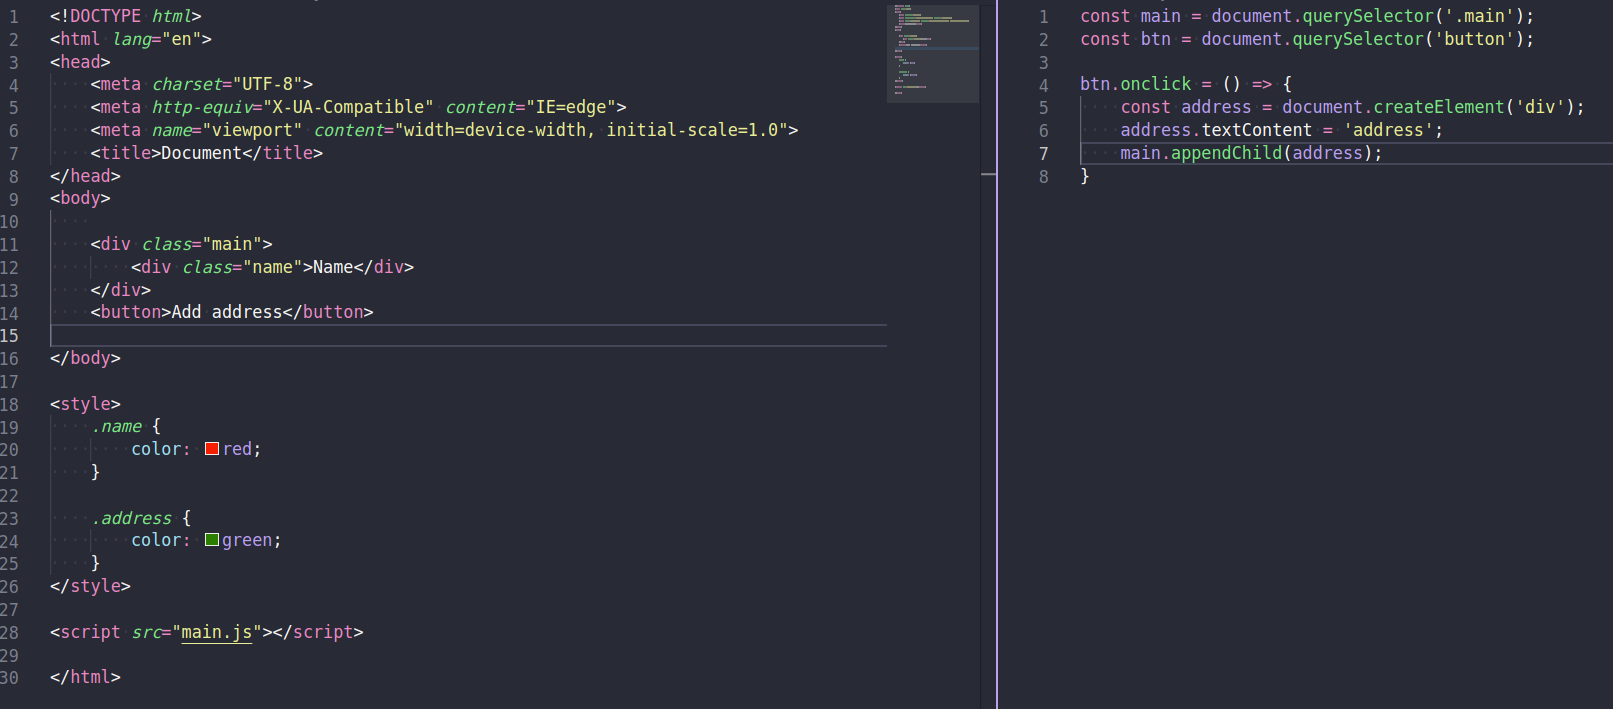 1 <!DOCTYPE html>
2 <html lang="en">
3 <head>
4     <meta charset="UTF-8">
5     <meta http-equiv="X-UA-Compatible" content="IE=edge">
6     <meta name="viewport" content="width=device-width, initial-scale=1.0">
7     <title>Document</title>
8 </head>
9 <body>
10
11     <div class="main">
12         <div class="name">Name</div>
13     </div>
14     <button>Add address</button>
15
16 </body>
17
18 <style>
19     .name {
20         color: red;
21     }
22
23     .address {
24         color: green;
25     }
26 </style>
27
28 <script src="main.js"></script>
29
30 </html>
1 const main = document.querySelector('.main');
2 const btn = document.querySelector('button');
3
4 btn.onclick = () => {
5     const address = document.createElement('div');
6     address.textContent = 'address';
7     main.appendChild(address);
8 }